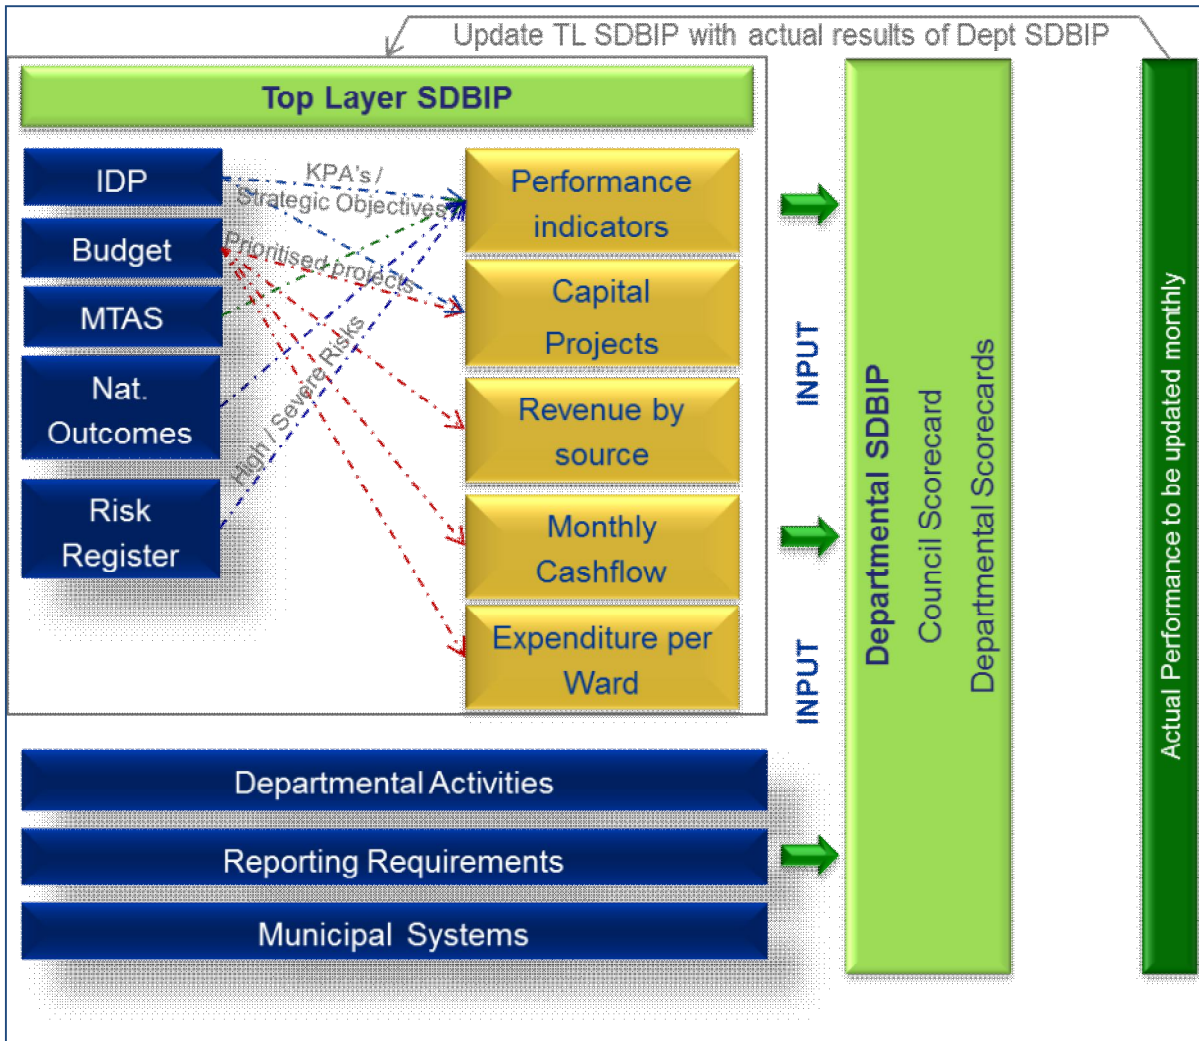 Update TL SDBIP with actual results of Dept SDBIP
Top Layer SDBIP
IDP
Budget
MTAS
Nat.
Outcomes
Risk
Register
KPA's /
Strategic Objectives
Prioritised projects
High / Severe Risks
Performance
indicators
Capital
Projects
Revenue by
source
Monthly
Cashflow
Expenditure per
Ward
INPUT
INPUT
Departmental SDBIP
Council Scorecard
Departmental Scorecards
Actual Performance to be updated monthly
Departmental Activities
Reporting Requirements
Municipal Systems